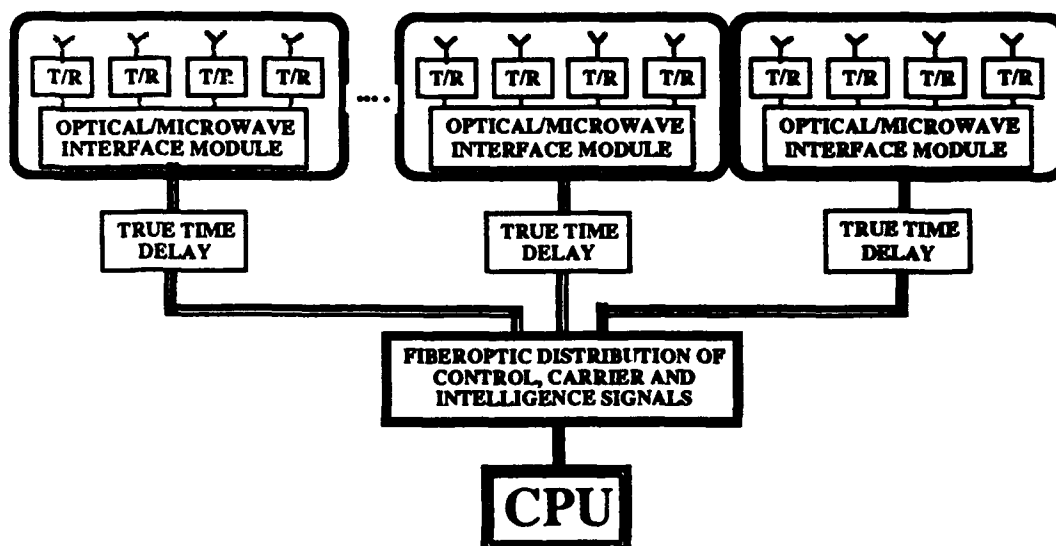 T/R T/R T/P. T/R
OPTICAL/MICROWAVE
INTERFACE MODULE
TRUE TIME
DELAY
....
T/R T/R T/R T/R
OPTICAL/MICROWAVE
INTERFACE MODULE
TRUE TIME
DELAY
T/R T/R T/R T/R
OPTICAL/MICROWAVE
INTERFACE MODULE
TRUE TIME
DELAY
FIBEROPTIC DISTRIBUTION OF
CONTROL, CARRIER AND
INTELLIGENCE SIGNALS
CPU